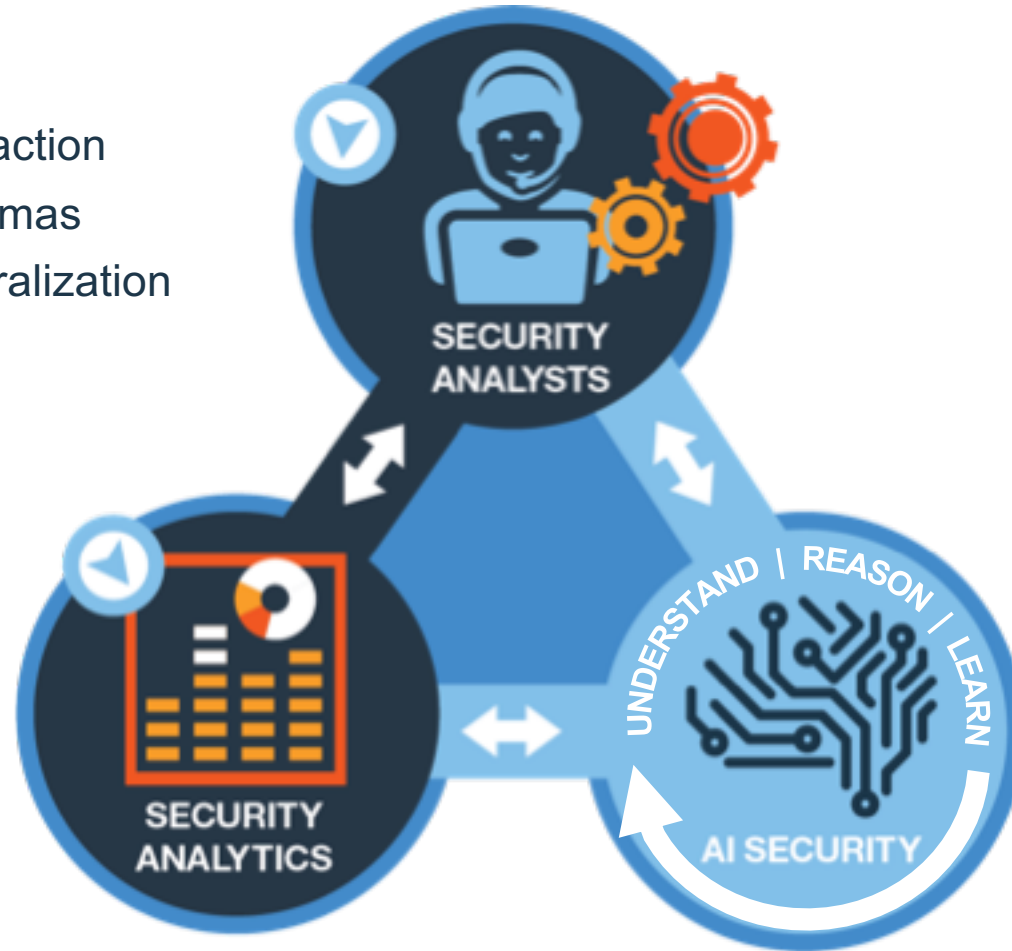 action
mas
ralization
SECURITY
ANALYSTS
UNDERSTAND | REASON | LEARN
SECURITY
ANALYTICS
AI SECURITY